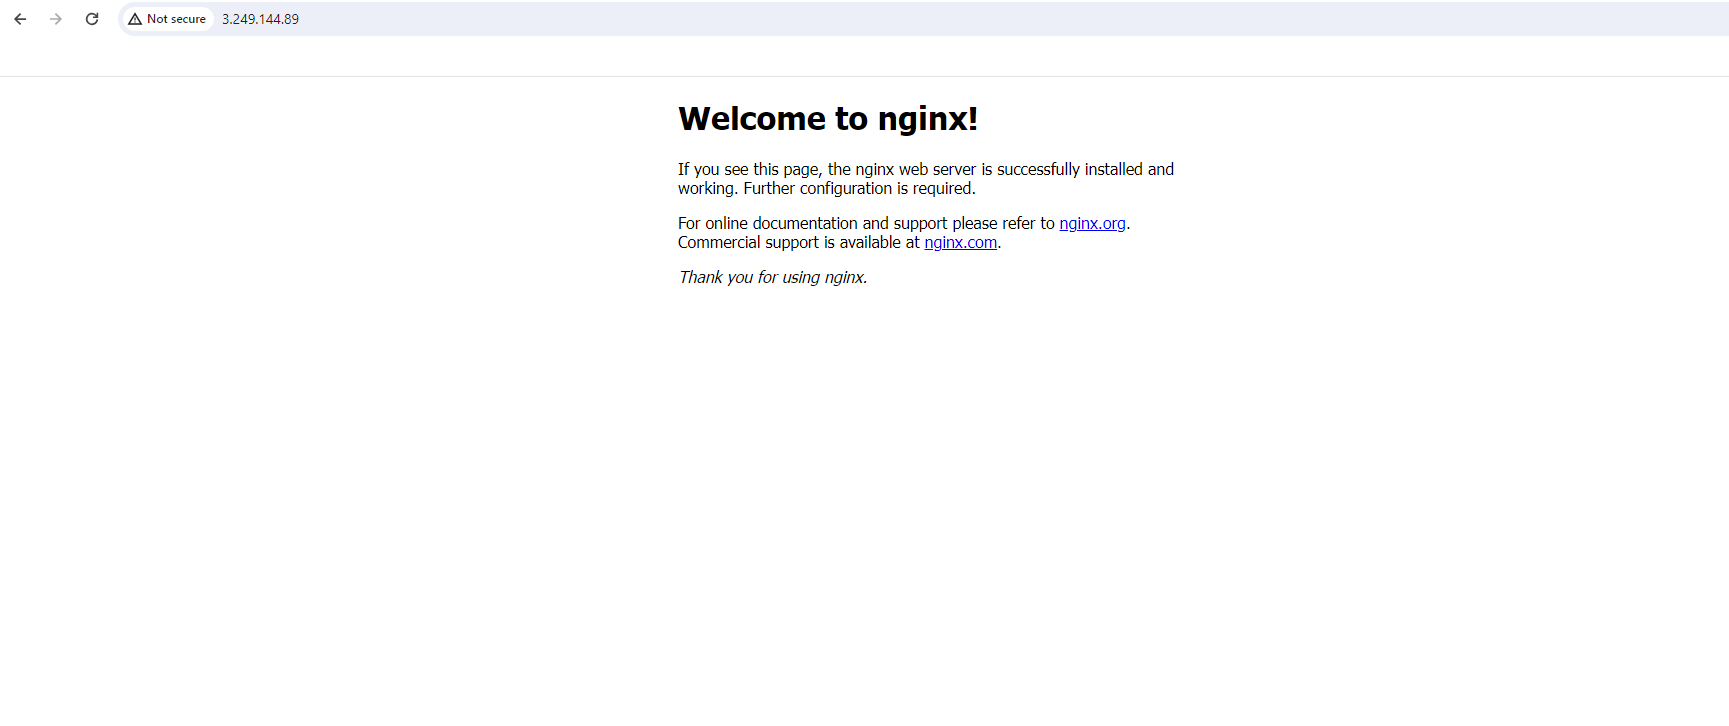 Not secure 3.249.144.89
Welcome to nginx!
If you see this page, the nginx web server is successfully installed and
working. Further configuration is required.
For online documentation and support please refer to nginx.org.
Commercial support is available at nginx.com.
Thank you for using nginx.